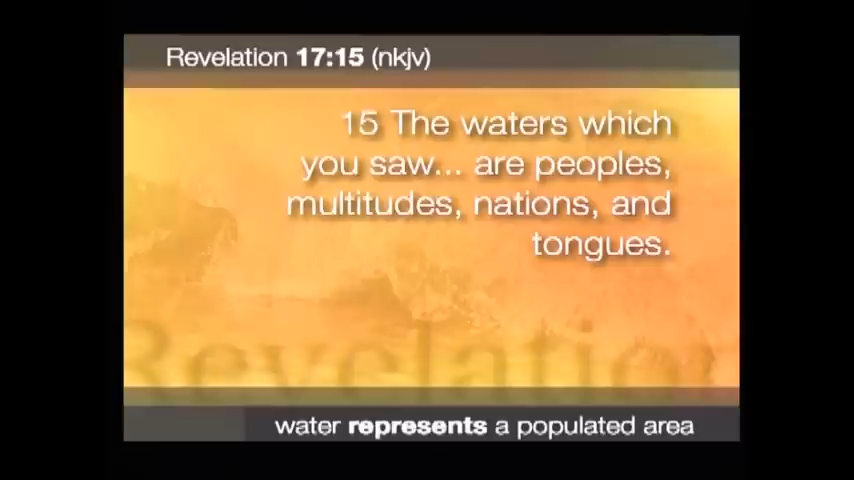 Revelation 17:15 (nkjv)
15 The waters which
you saw... are peoples,
multitudes, nations, and
tongues.
Revelation
water represents a populated area